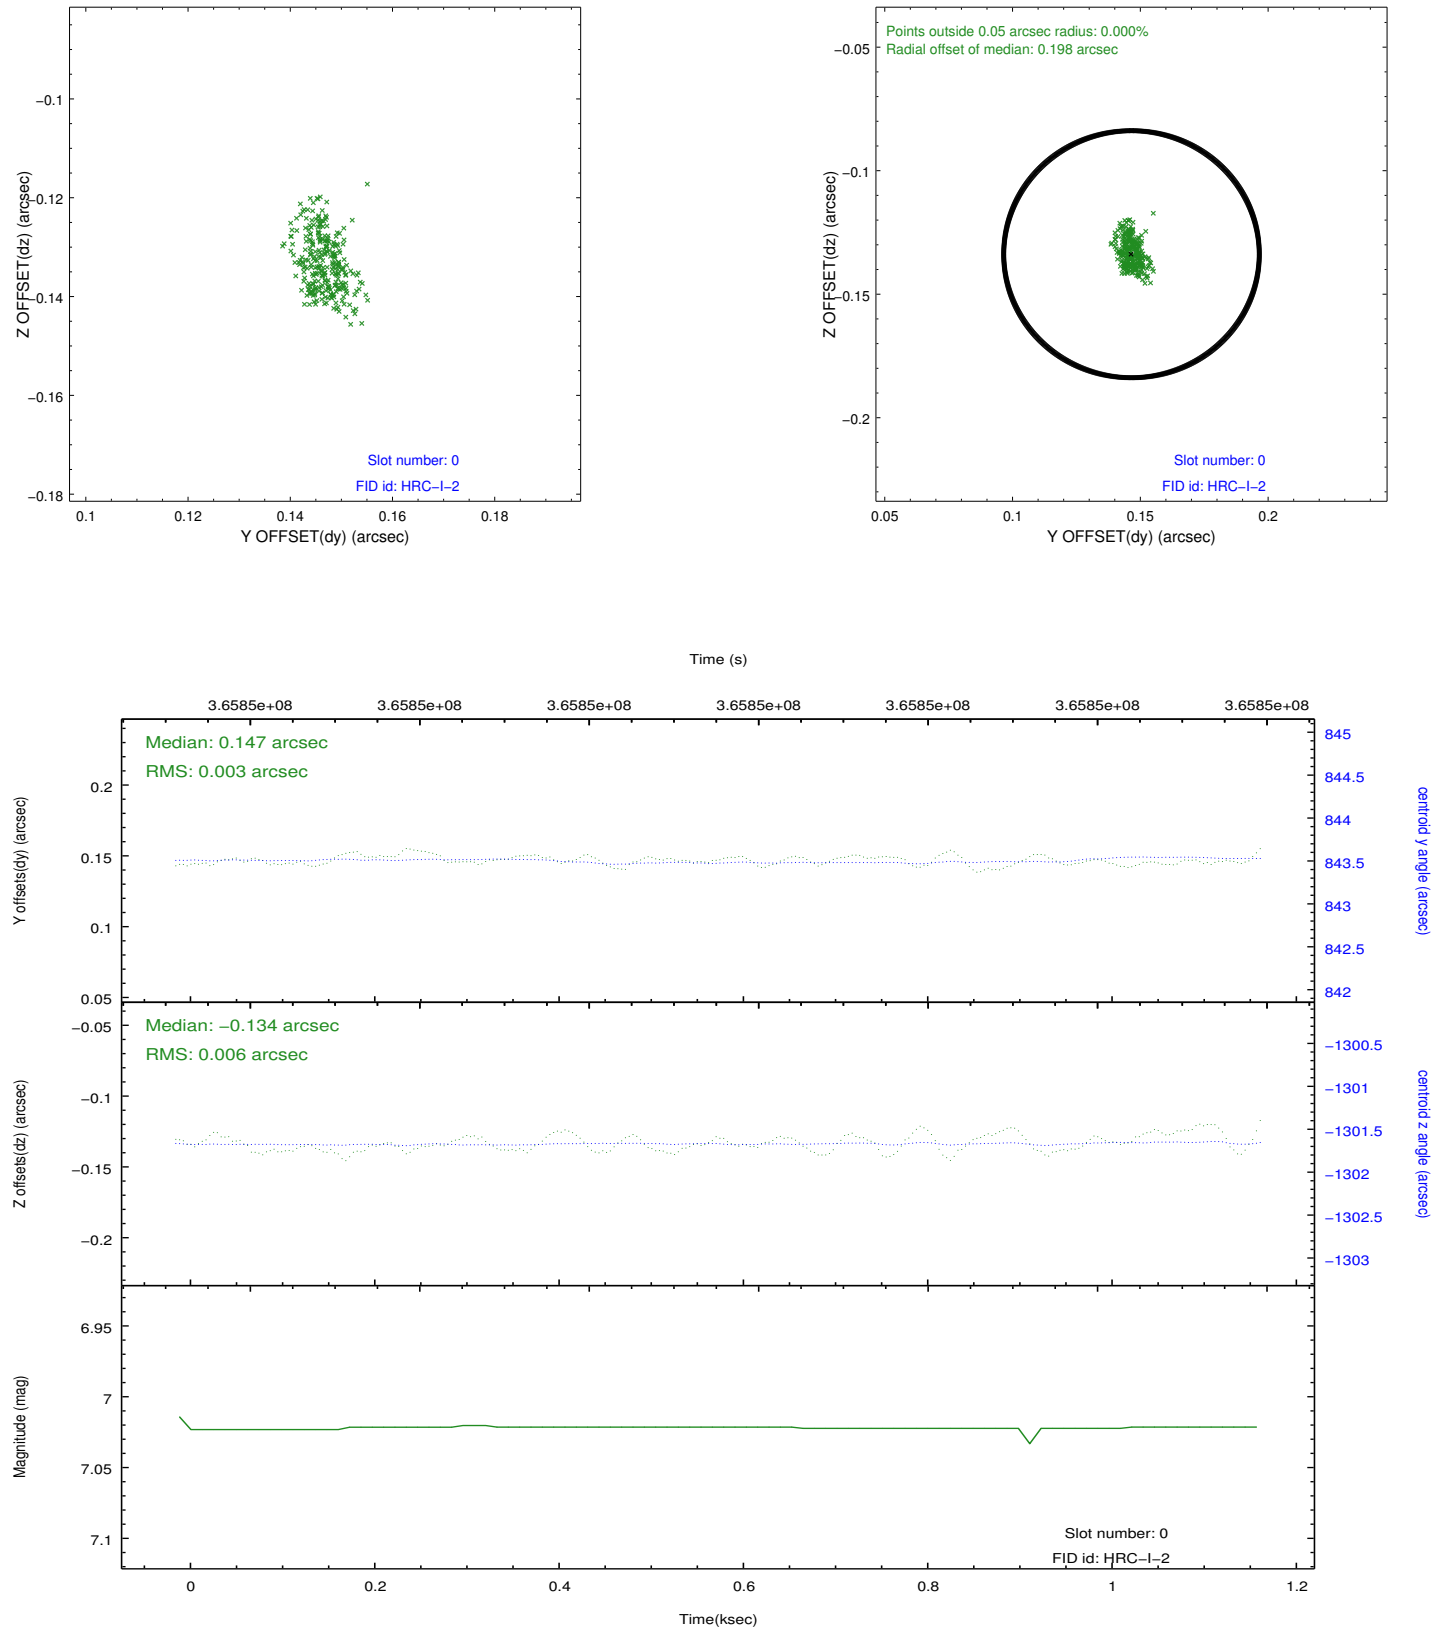 −0.1
−0.12
−0.14
−0.16
−0.18
Z OFFSET(dz) (arcsec)
Slot number: 0
FID id: HRC−I−2
0.1 0.12 0.14 0.16 0.18
Y OFFSET(dy) (arcsec)
Points outside 0.05 arcsec radius: 0.000%
Radial offset of median: 0.198 arcsec
−0.05
−0.1
−0.15
−0.2
Z OFFSET(dz) (arcsec)
Slot number: 0
FID id: HRC−I−2
0.05 0.1 0.15 0.2
Y OFFSET(dy) (arcsec)
Time (s)
3.6585e+08 3.6585e+08 3.6585e+08 3.6585e+08 3.6585e+08 3.6585e+08 3.6585e+08
Median: 0.147 arcsec
RMS: 0.003 arcsec
0.2
0.15
0.1
0.05
Y offsets(dy) (arcsec)
845
844.5
844
843.5
843
842.5
842
centroid y angle (arcsec)
Median: −0.134 arcsec
RMS: 0.006 arcsec
−0.05
−0.1
−0.15
−0.2
Z offsets(dz) (arcsec)
−1300.5
−1301
−1301.5
−1302
−1302.5
−1303
centroid z angle (arcsec)
6.95
7
7.05
7.1
Magnitude (mag)
Slot number: 0
FID id: HRC−I−2
0 0.2 0.4 0.6 0.8 1 1.2
Time(ksec)